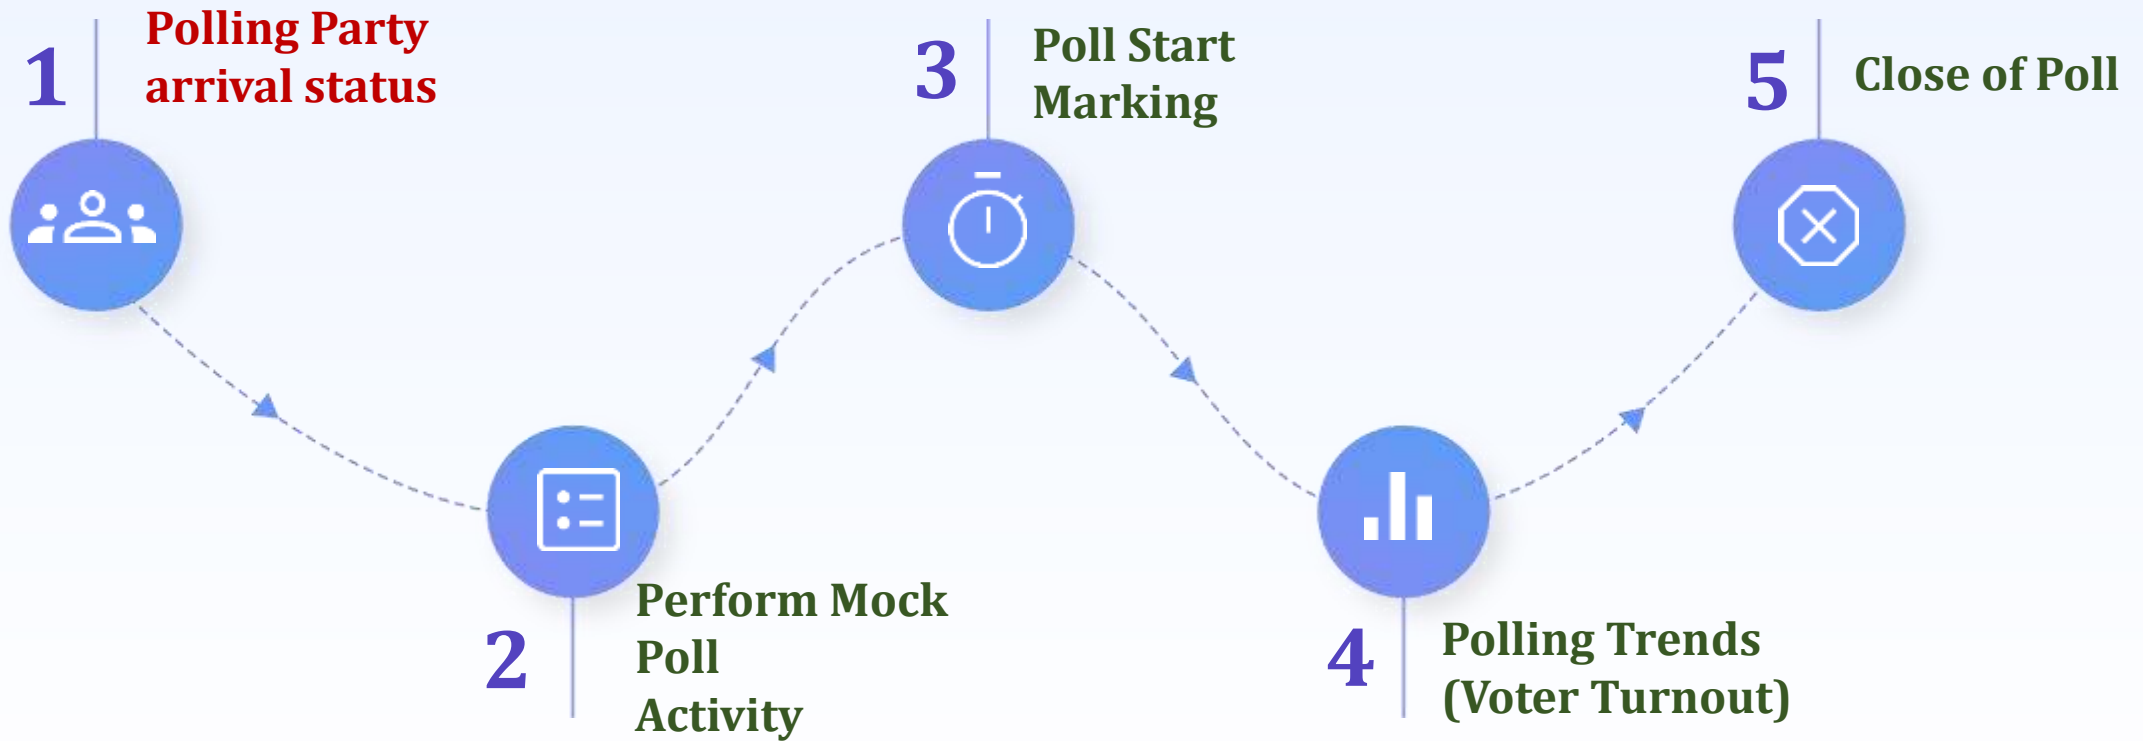 1
Polling Party
arrival status
2
Perform Mock
Poll
Activity
3
Poll Start
Marking
4
Polling Trends
(Voter Turnout)
5
Close of Poll